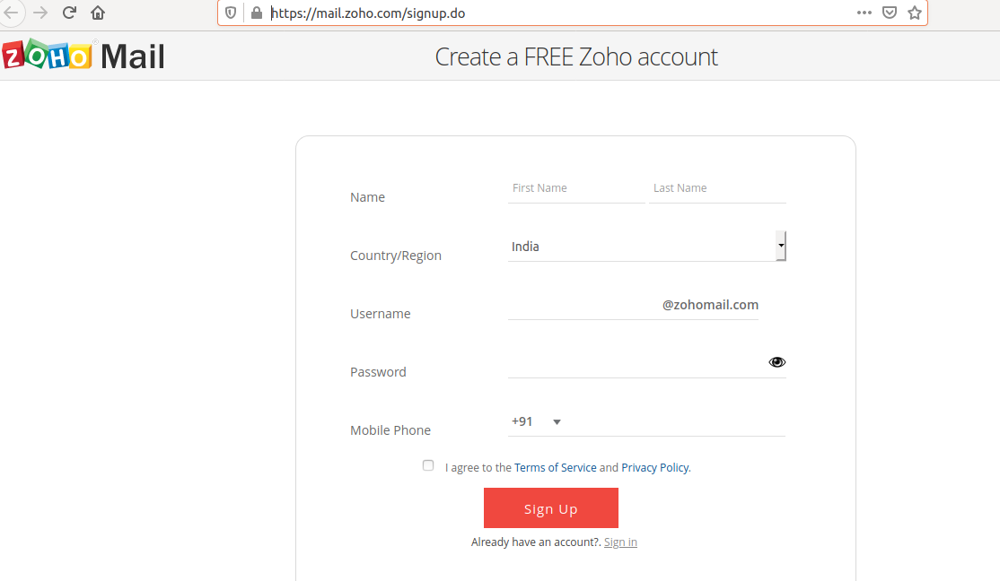 https://mail.zoho.com/signup.do
ZOHO® Mail
Create a FREE Zoho account
Name
First Name
Last Name
Country/Region
India
Username
@zohomail.com
Password
Mobile Phone
+91
I agree to the Terms of Service and Privacy Policy.
Sign Up
Already have an account?. Sign in